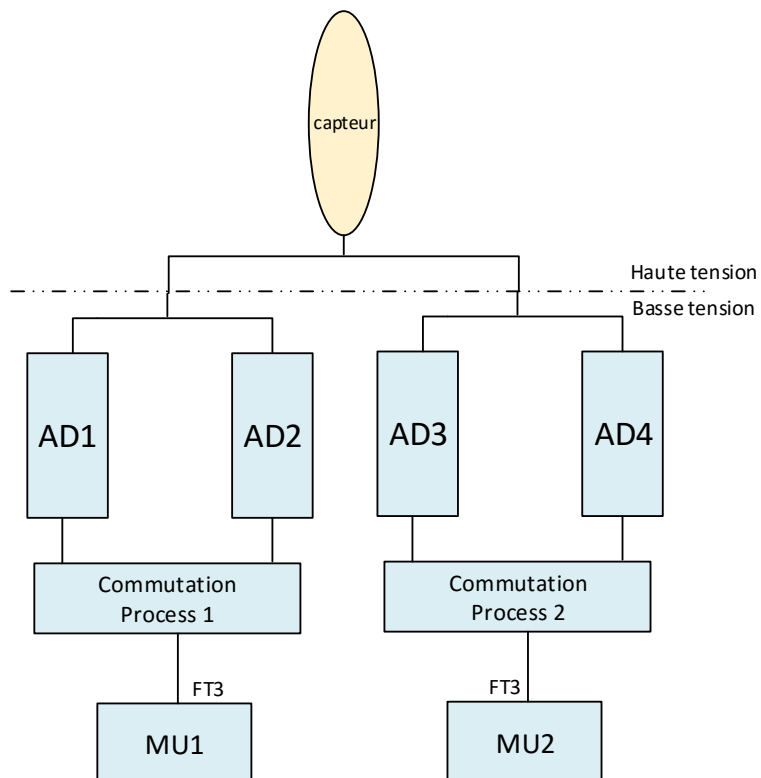 capteur
Haute tension
Basse tension
AD1
AD2
AD3
AD4
Commutation
Process 1
Commutation
Process 2
FT3
FT3
MU1
MU2